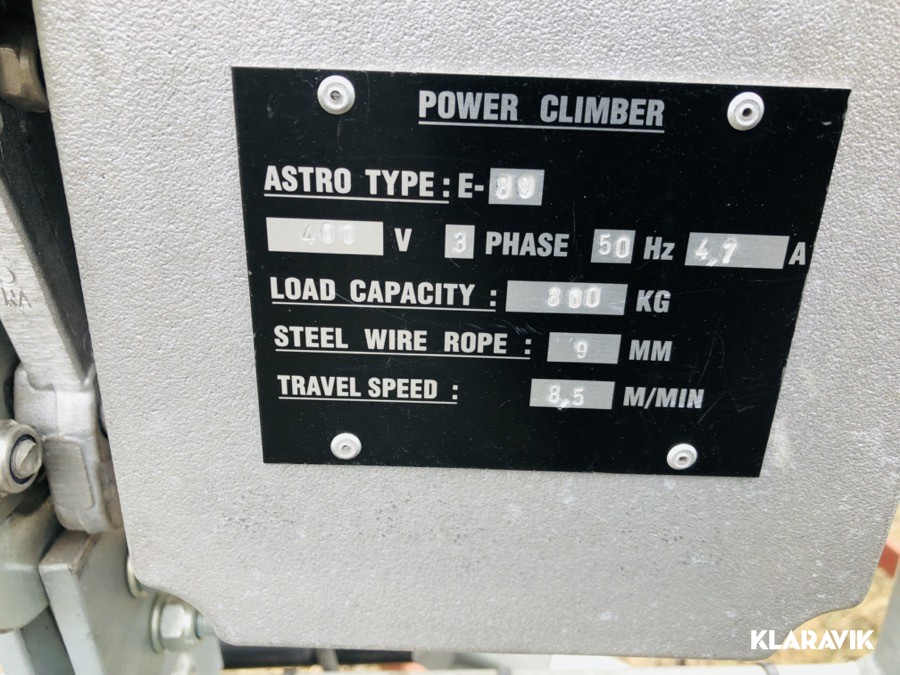 POWER CLIMBER
ASTRO TYPE: E-89
400 V 3 PHASE 50 Hz 4,7 A
LOAD CAPACITY : 800 KG
STEEL WIRE ROPE : 9 MM
TRAVEL SPEED : 8,5 M/MIN
KLARAVIK